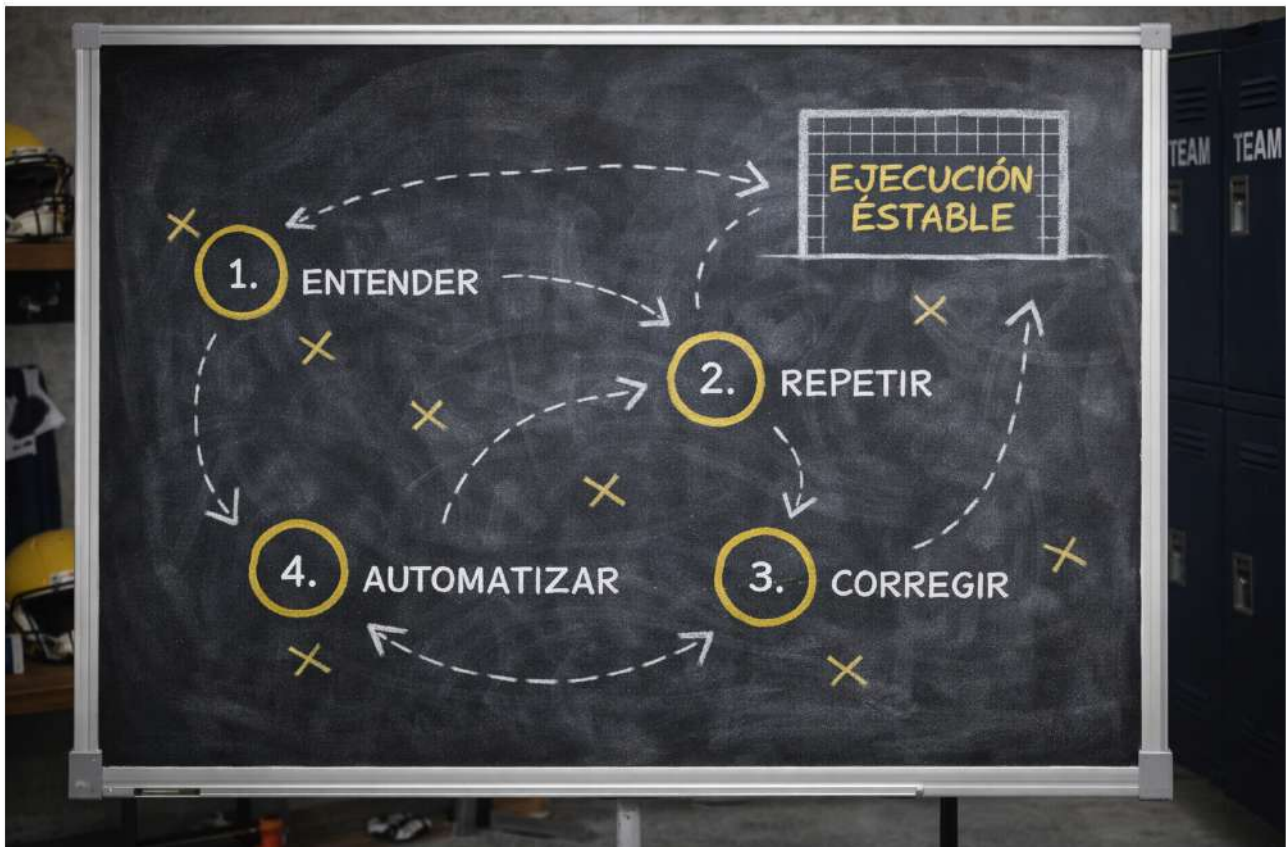 TEAM
TEAM
EJECUCIÓN
ÉSTABLE
1. ENTENDER
2. REPETIR
4. AUTOMATIZAR
3. CORREGIR